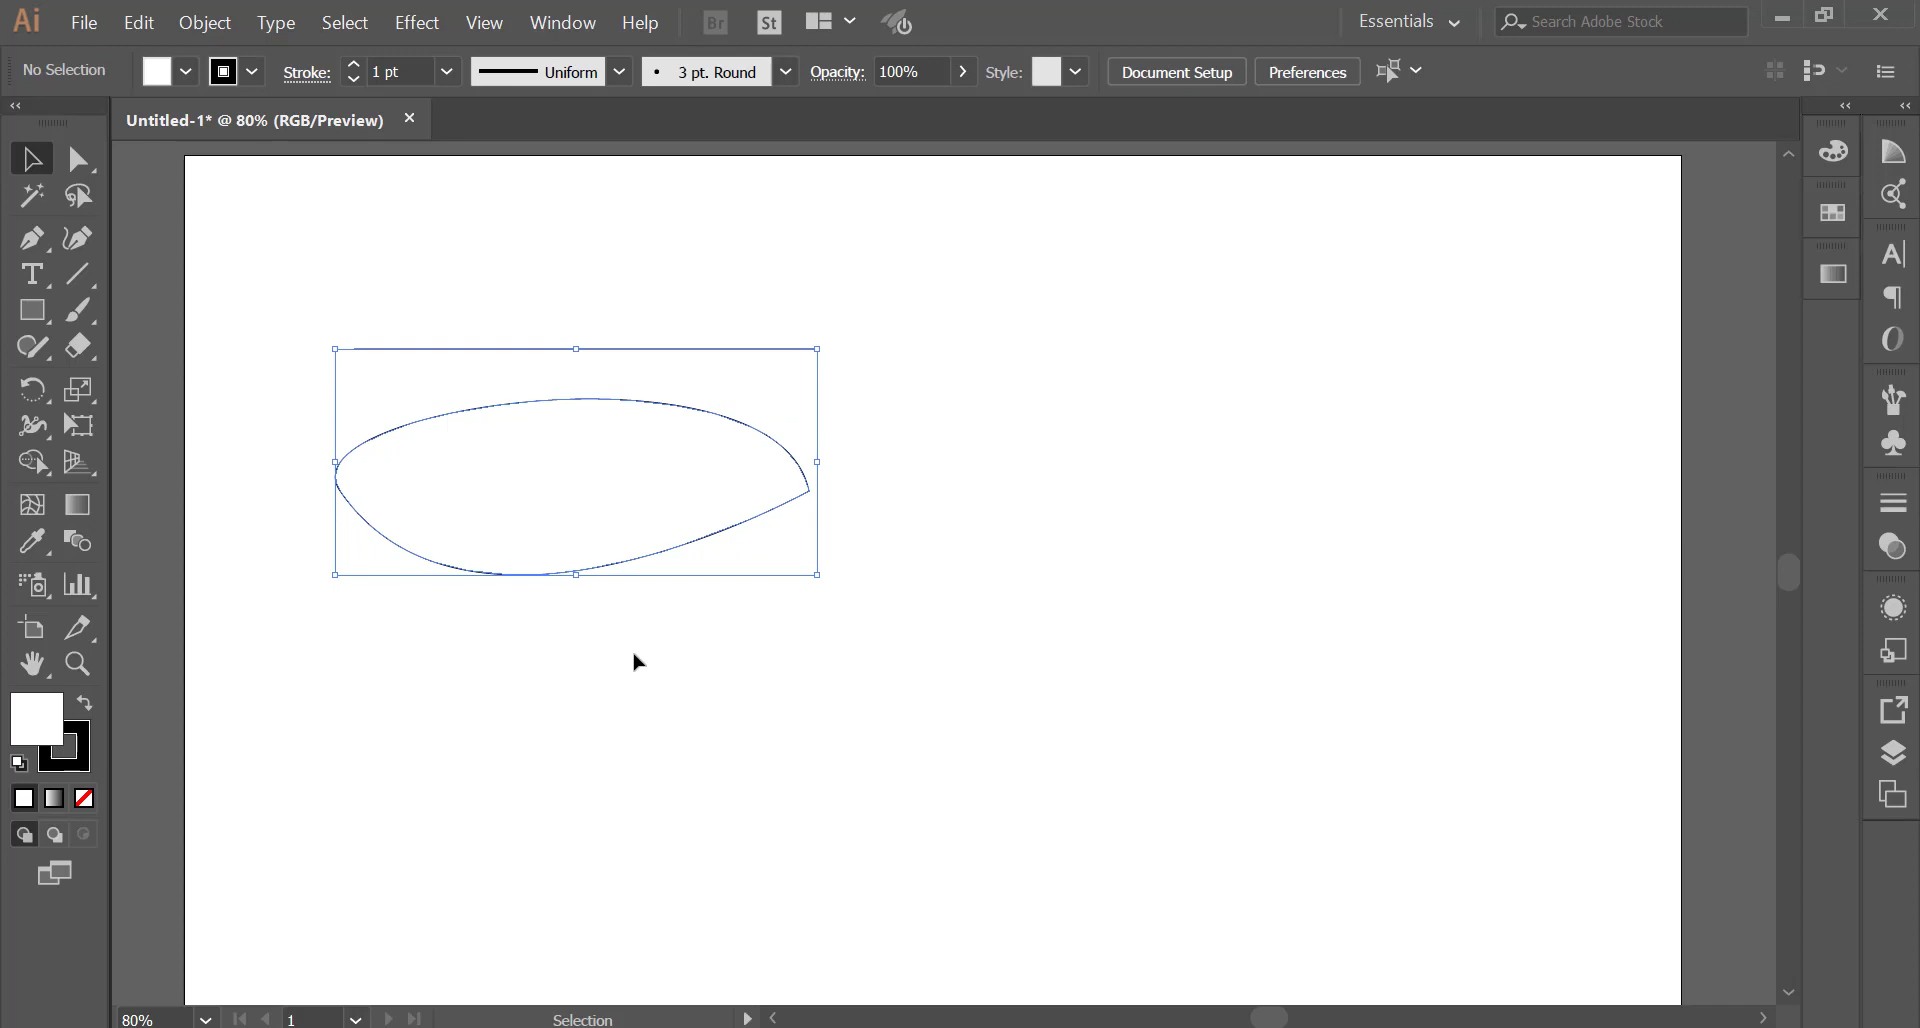 Ai File Edit Object Type Select Effect View Window Help Br St Essentials Search Adobe Stock
No Selection Stroke: 1 pt Uniform 3 pt. Round Opacity: 100% Style: Document Setup Preferences
Untitled-1* @ 80% (RGB/Preview)
80% 1 Selection